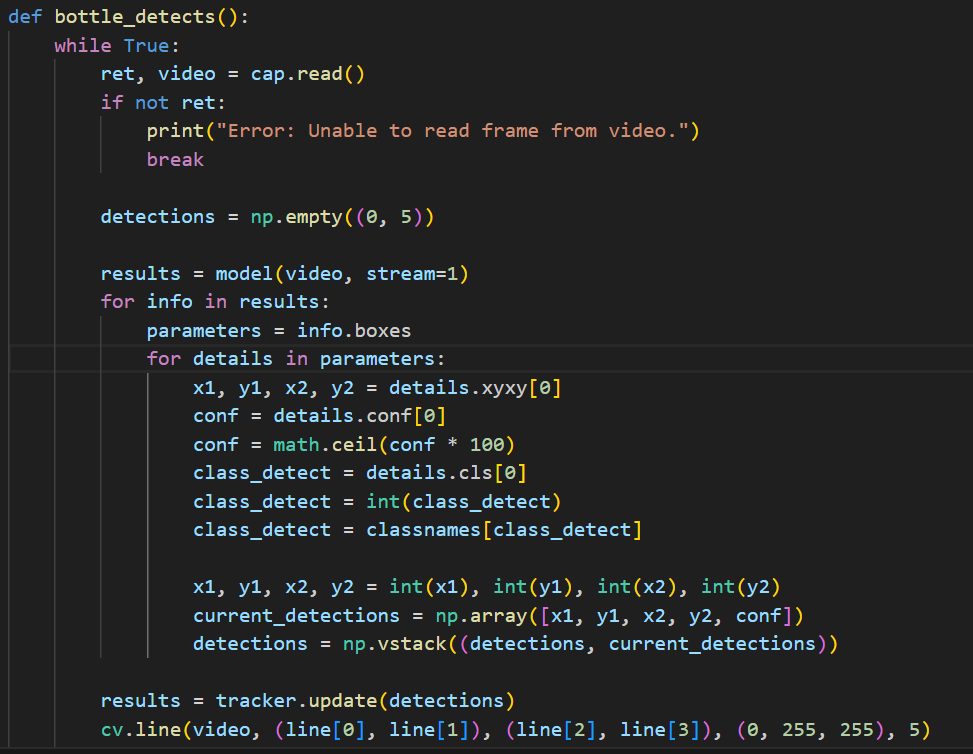 def bottle_detects():
    while True:
        ret, video = cap.read()
        if not ret:
            print("Error: Unable to read frame from video.")
            break

        detections = np.empty((0, 5))

        results = model(video, stream=1)
        for info in results:
            parameters = info.boxes
            for details in parameters:
                x1, y1, x2, y2 = details.xyxy[0]
                conf = details.conf[0]
                conf = math.ceil(conf * 100)
                class_detect = details.cls[0]
                class_detect = int(class_detect)
                class_detect = classnames[class_detect]

                x1, y1, x2, y2 = int(x1), int(y1), int(x2), int(y2)
                current_detections = np.array([x1, y1, x2, y2, conf])
                detections = np.vstack((detections, current_detections))

        results = tracker.update(detections)
        cv.line(video, (line[0], line[1]), (line[2], line[3]), (0, 255, 255), 5)